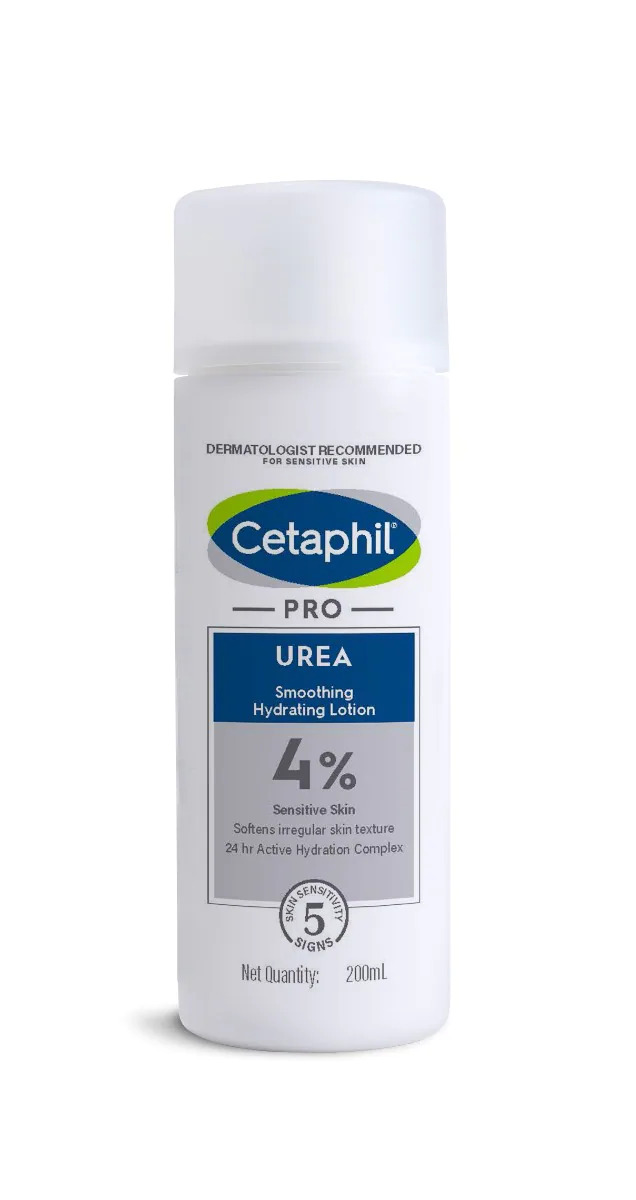 DERMATOLOGIST RECOMMENDED
FOR SENSITIVE SKIN
Cetaphil®
PRO
UREA
Smoothing
Hydrating Lotion
4%
Sensitive Skin
Softens irregular skin texture
24 hr Active Hydration Complex
SKIN SENSITIVITY
5
SIGNS
Net Quantity: 200mL